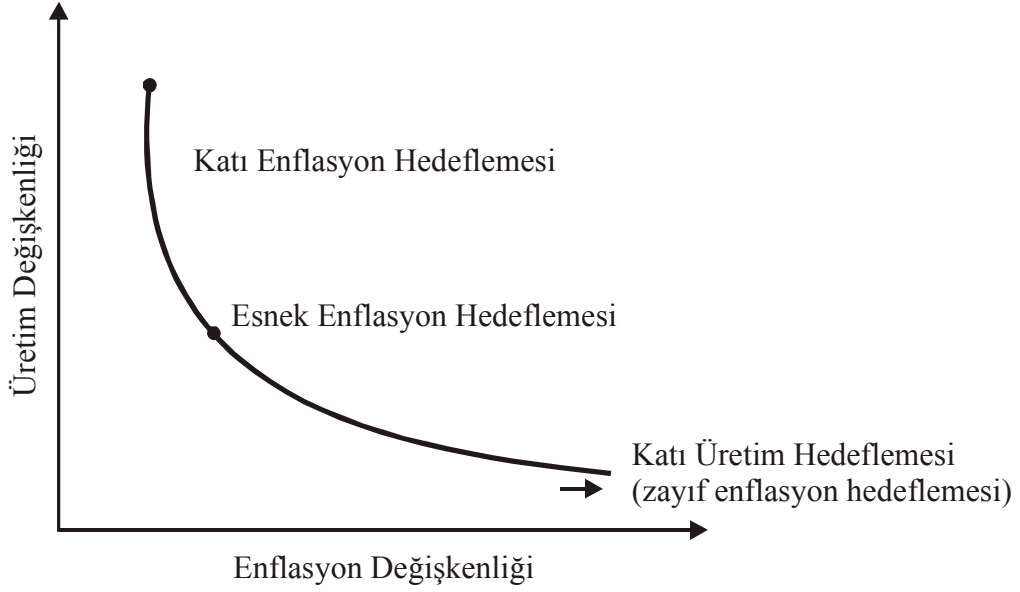 Üretim Değişkenliği
Katı Enflasyon Hedeflemesi
Esnek Enflasyon Hedeflemesi
Katı Üretim Hedeflemesi
(zayıf enflasyon hedeflemesi)
Enflasyon Değişkenliği